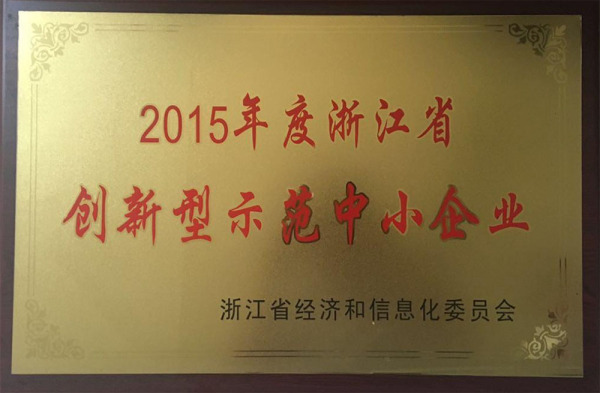 2015年度浙江省
创新型示范中小企业
浙江省经济和信息化委员会